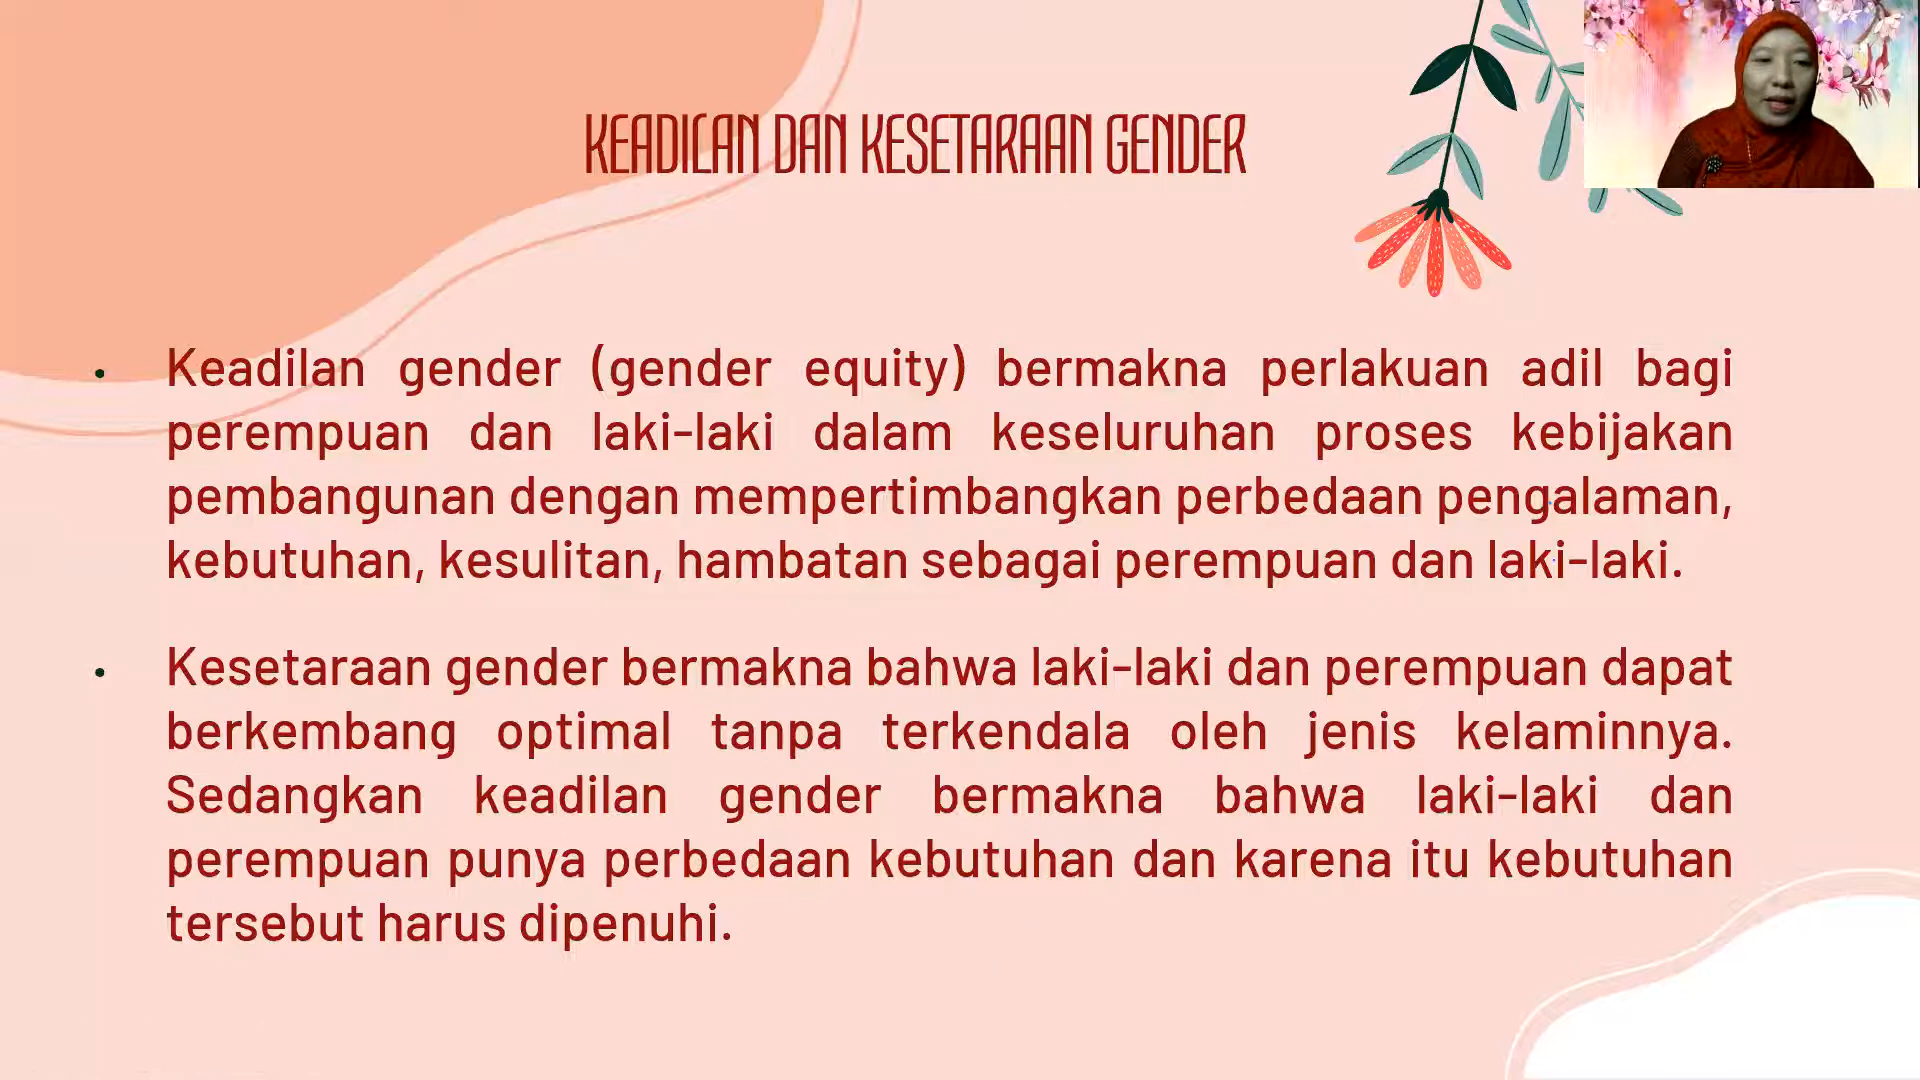 KEADILAN DAN KESETARAAN GENDER
• Keadilan gender (gender equity) bermakna perlakuan adil bagi
perempuan dan laki-laki dalam keseluruhan proses kebijakan
pembangunan dengan mempertimbangkan perbedaan pengalaman,
kebutuhan, kesulitan, hambatan sebagai perempuan dan laki-laki.
• Kesetaraan gender bermakna bahwa laki-laki dan perempuan dapat
berkembang optimal tanpa terkendala oleh jenis kelaminnya.
Sedangkan keadilan gender bermakna bahwa laki-laki dan
perempuan punya perbedaan kebutuhan dan karena itu kebutuhan
tersebut harus dipenuhi.